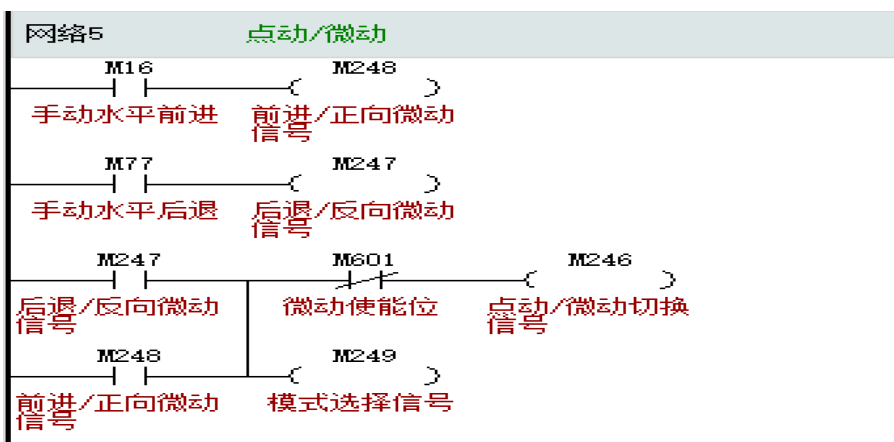 网络5 点动/微动
M16 M248
手动水平前进 前进/正向微动
信号
M77 M247
手动水平后退 后退/反向微动
信号
M247 M601 M246
后退/反向微动 微动使能位 点动/微动切换
信号 信号
M248 M249
前进/正向微动 模式选择信号
信号